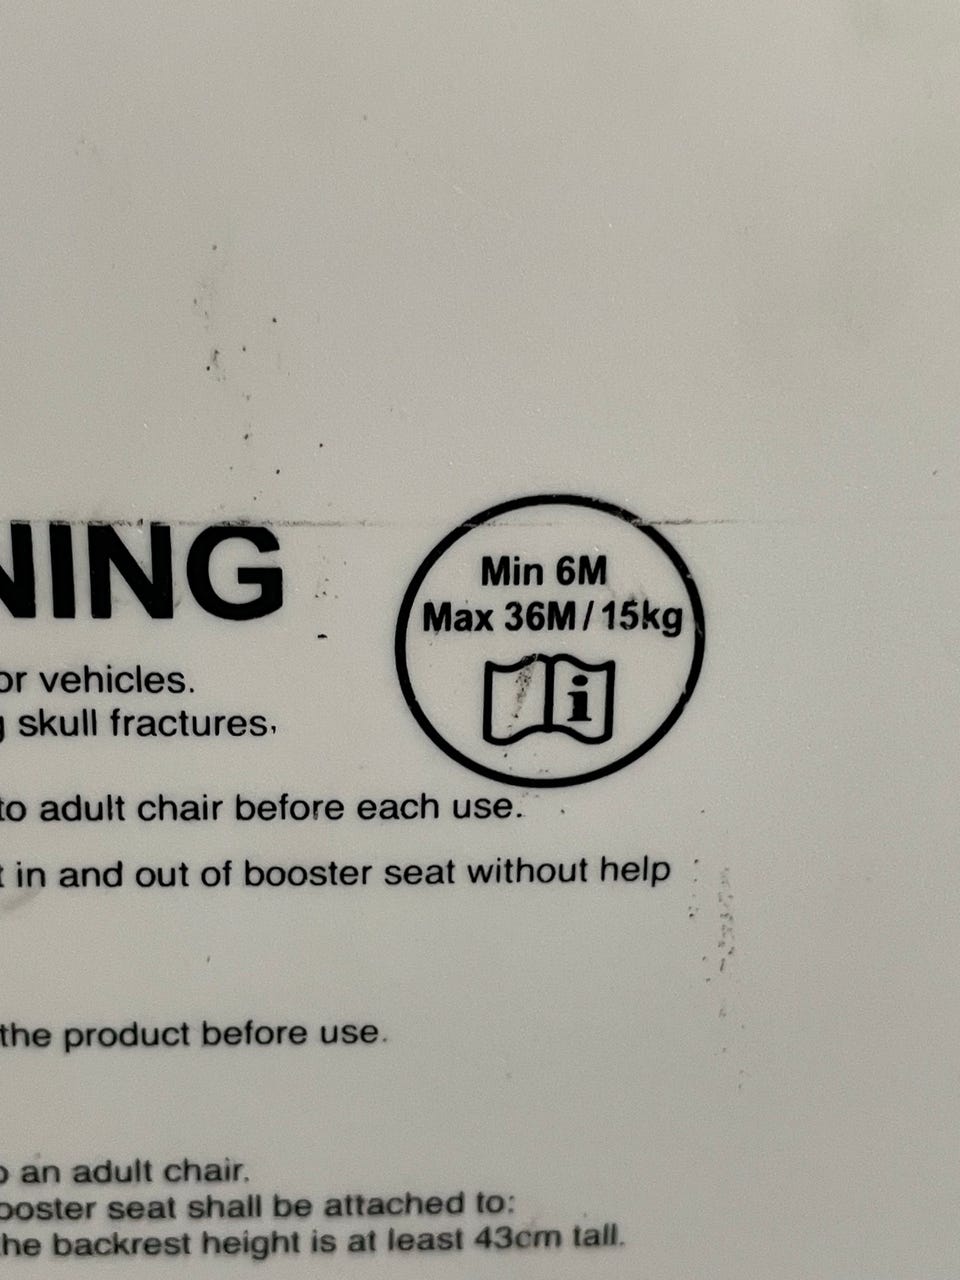 NING
Min 6M
Max 36M/15kg
i
or vehicles.
skull fractures,
to adult chair before each use.
in and out of booster seat without help
the product before use.
an adult chair.
ooster seat shall be attached to:
he backrest height is at least 43cm tall.